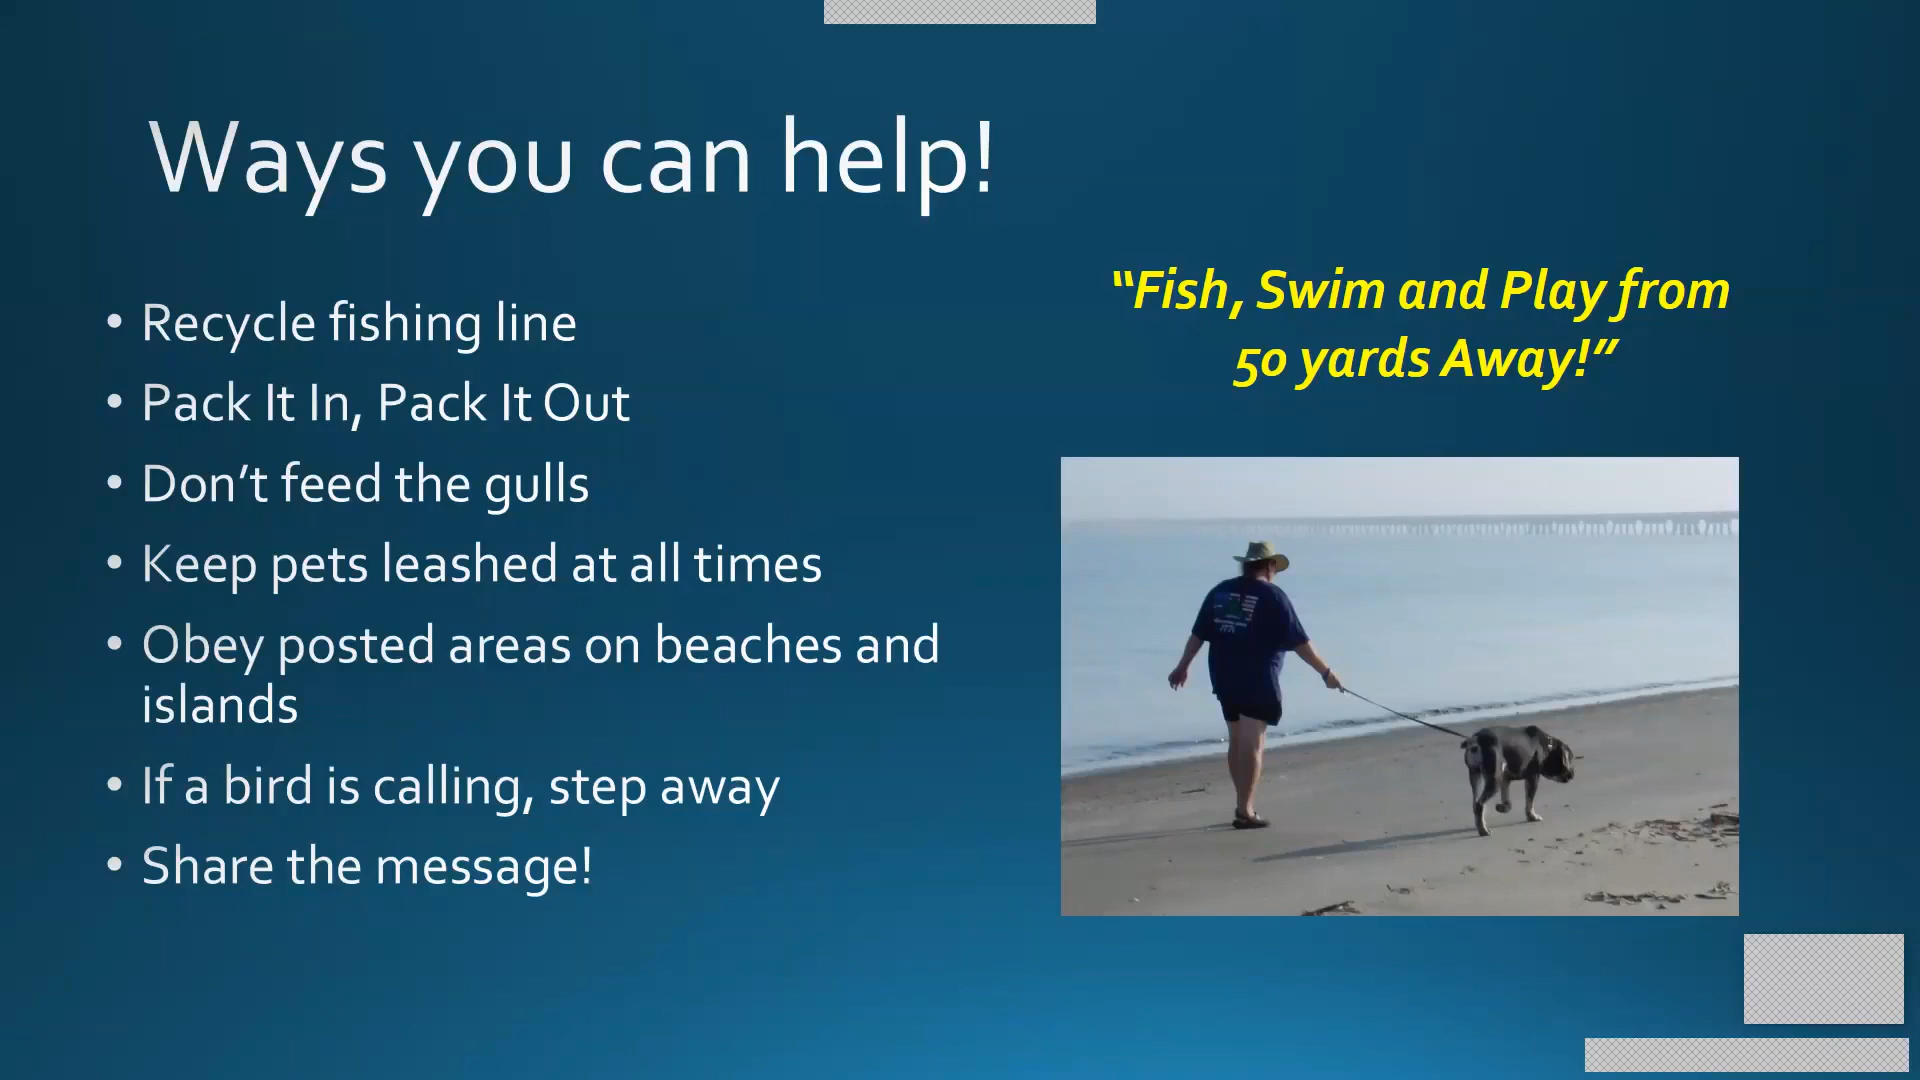 Ways you can help!
• Recycle fishing line
• Pack It In, Pack It Out
• Don’t feed the gulls
• Keep pets leashed at all times
• Obey posted areas on beaches and
islands
• If a bird is calling, step away
• Share the message!
“Fish, Swim and Play from
50 yards Away!”